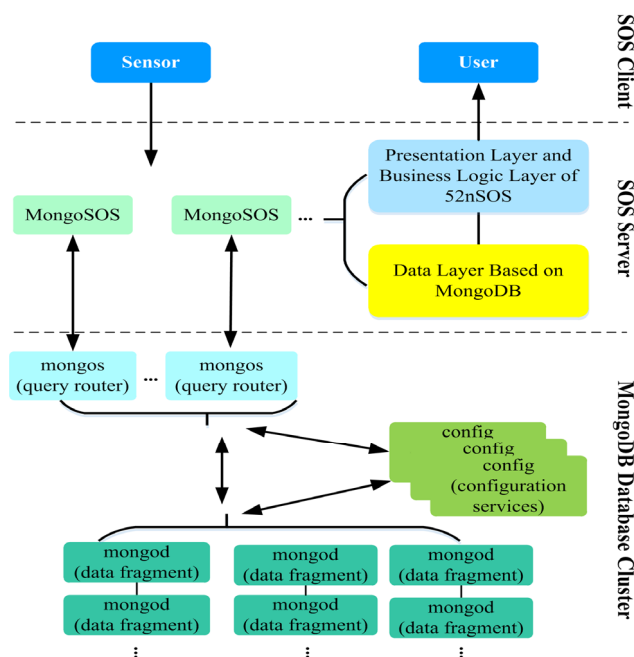 Sensor
User
SOS Client
Presentation Layer and
Business Logic Layer of
52nSOS
MongoSOS
MongoSOS
...
Data Layer Based on
MongoDB
SOS Server
mongos
(query router)
...
mongos
(query router)
config
config
config
(configuration
services)
mongod
(data fragment)
mongod
(data fragment)
mongod
(data fragment)
mongod
(data fragment)
mongod
(data fragment)
mongod
(data fragment)
...
...
...
MongoDB Database Cluster